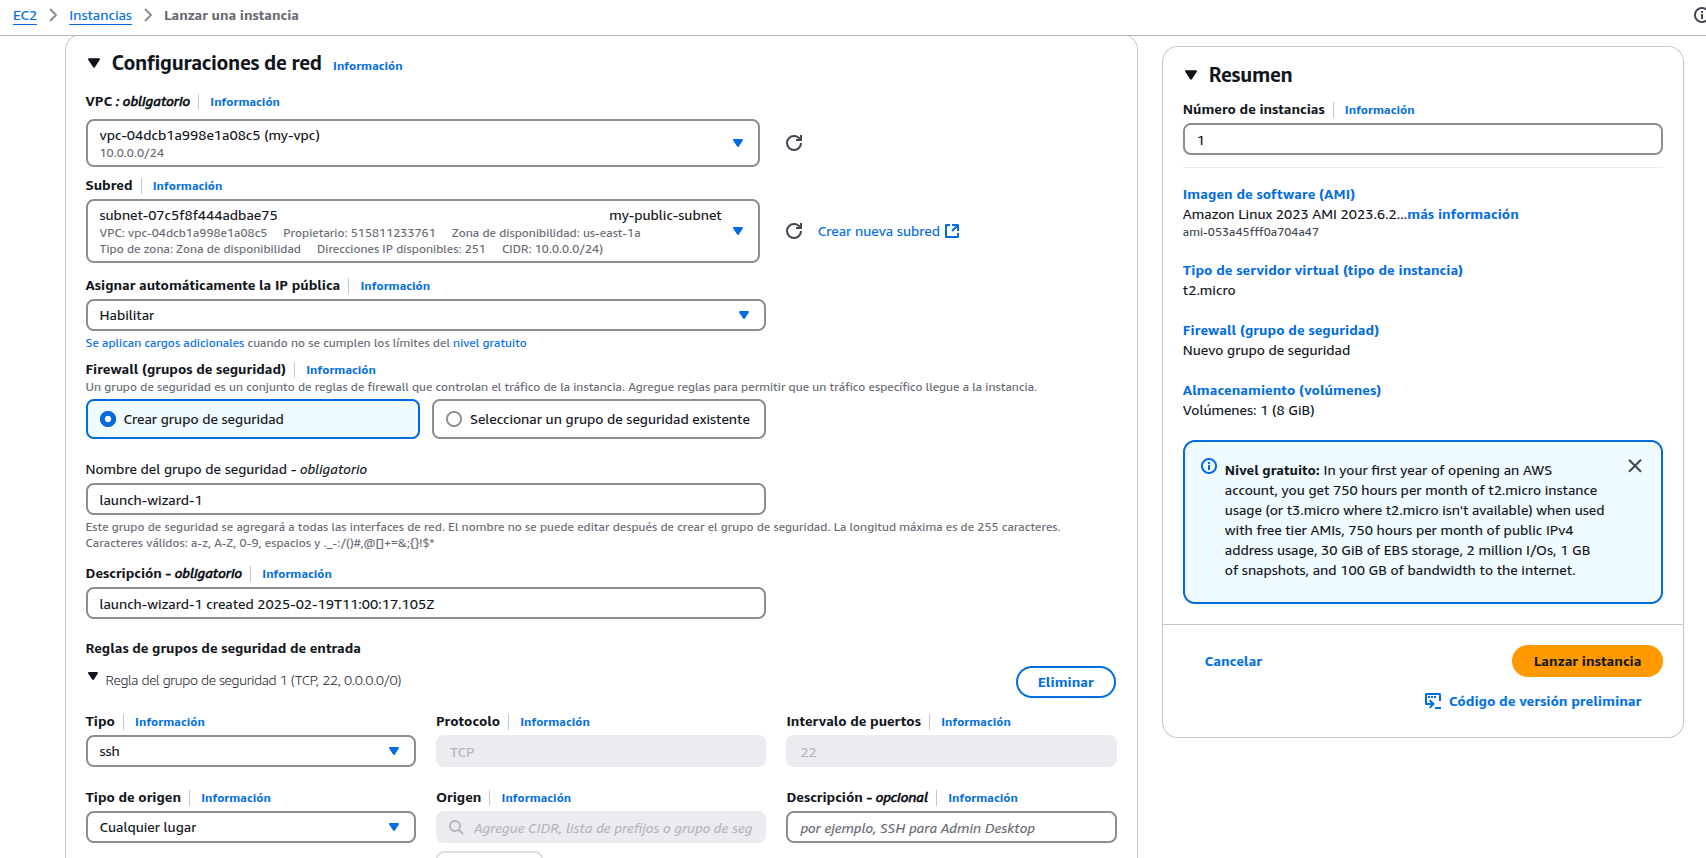 EC2 > Instancias > Lanzar una instancia
Configuraciones de red Información
VPC : obligatorio Información
vpc-04dcb1a998e1a08c5 (my-vpc)
10.0.0.0/24
Subred Información
subnet-07c5f8f444adbae75 my-public-subnet
VPC: vpc-04dcb1a998e1a08c5 Propietario: 515811233761 Zona de disponibilidad: us-east-1a
Tipo de zona: Zona de disponibilidad Direcciones IP disponibles: 251 CIDR: 10.0.0.0/24)
Crear nueva subred
Asignar automáticamente la IP pública Información
Habilitar
Se aplican cargos adicionales cuando no se cumplen los límites del nivel gratuito
Firewall (grupos de seguridad) Información
Un grupo de seguridad es un conjunto de reglas de firewall que controlan el tráfico de la instancia. Agregue reglas para permitir que un tráfico específico llegue a la instancia.
Crear grupo de seguridad
Seleccionar un grupo de seguridad existente
Nombre del grupo de seguridad - obligatorio
launch-wizard-1
Este grupo de seguridad se agregará a todas las interfaces de red. El nombre no se puede editar después de crear el grupo de seguridad. La longitud máxima es de 255 caracteres.
Caracteres válidos: a-z, A-Z, 0-9, espacios y ._-:/()#,@[]+=&;{}!$*
Descripción – obligatorio Información
launch-wizard-1 created 2025-02-19T11:00:17.105Z
Reglas de grupos de seguridad de entrada
Regla del grupo de seguridad 1 (TCP, 22, 0.0.0.0/0)
Eliminar
Tipo Información
ssh
Protocolo Información
TCP
Intervalo de puertos Información
22
Tipo de origen Información
Cualquier lugar
Origen Información
Agregue CIDR, lista de prefijos o grupo de seg
Descripción – opcional Información
por ejemplo, SSH para Admin Desktop
Resumen
Número de instancias Información
1
Imagen de software (AMI)
Amazon Linux 2023 AMI 2023.6.2...más información
ami-053a45fff0a704a47
Tipo de servidor virtual (tipo de instancia)
t2.micro
Firewall (grupo de seguridad)
Nuevo grupo de seguridad
Almacenamiento (volúmenes)
Volúmenes: 1 (8 GiB)
Nivel gratuito: In your first year of opening an AWS
account, you get 750 hours per month of t2.micro instance
usage (or t3.micro where t2.micro isn't available) when used
with free tier AMIs, 750 hours per month of public IPv4
address usage, 30 GiB of EBS storage, 2 million I/Os, 1 GB
of snapshots, and 100 GB of bandwidth to the internet.
Cancelar
Lanzar instancia
Código de versión preliminar